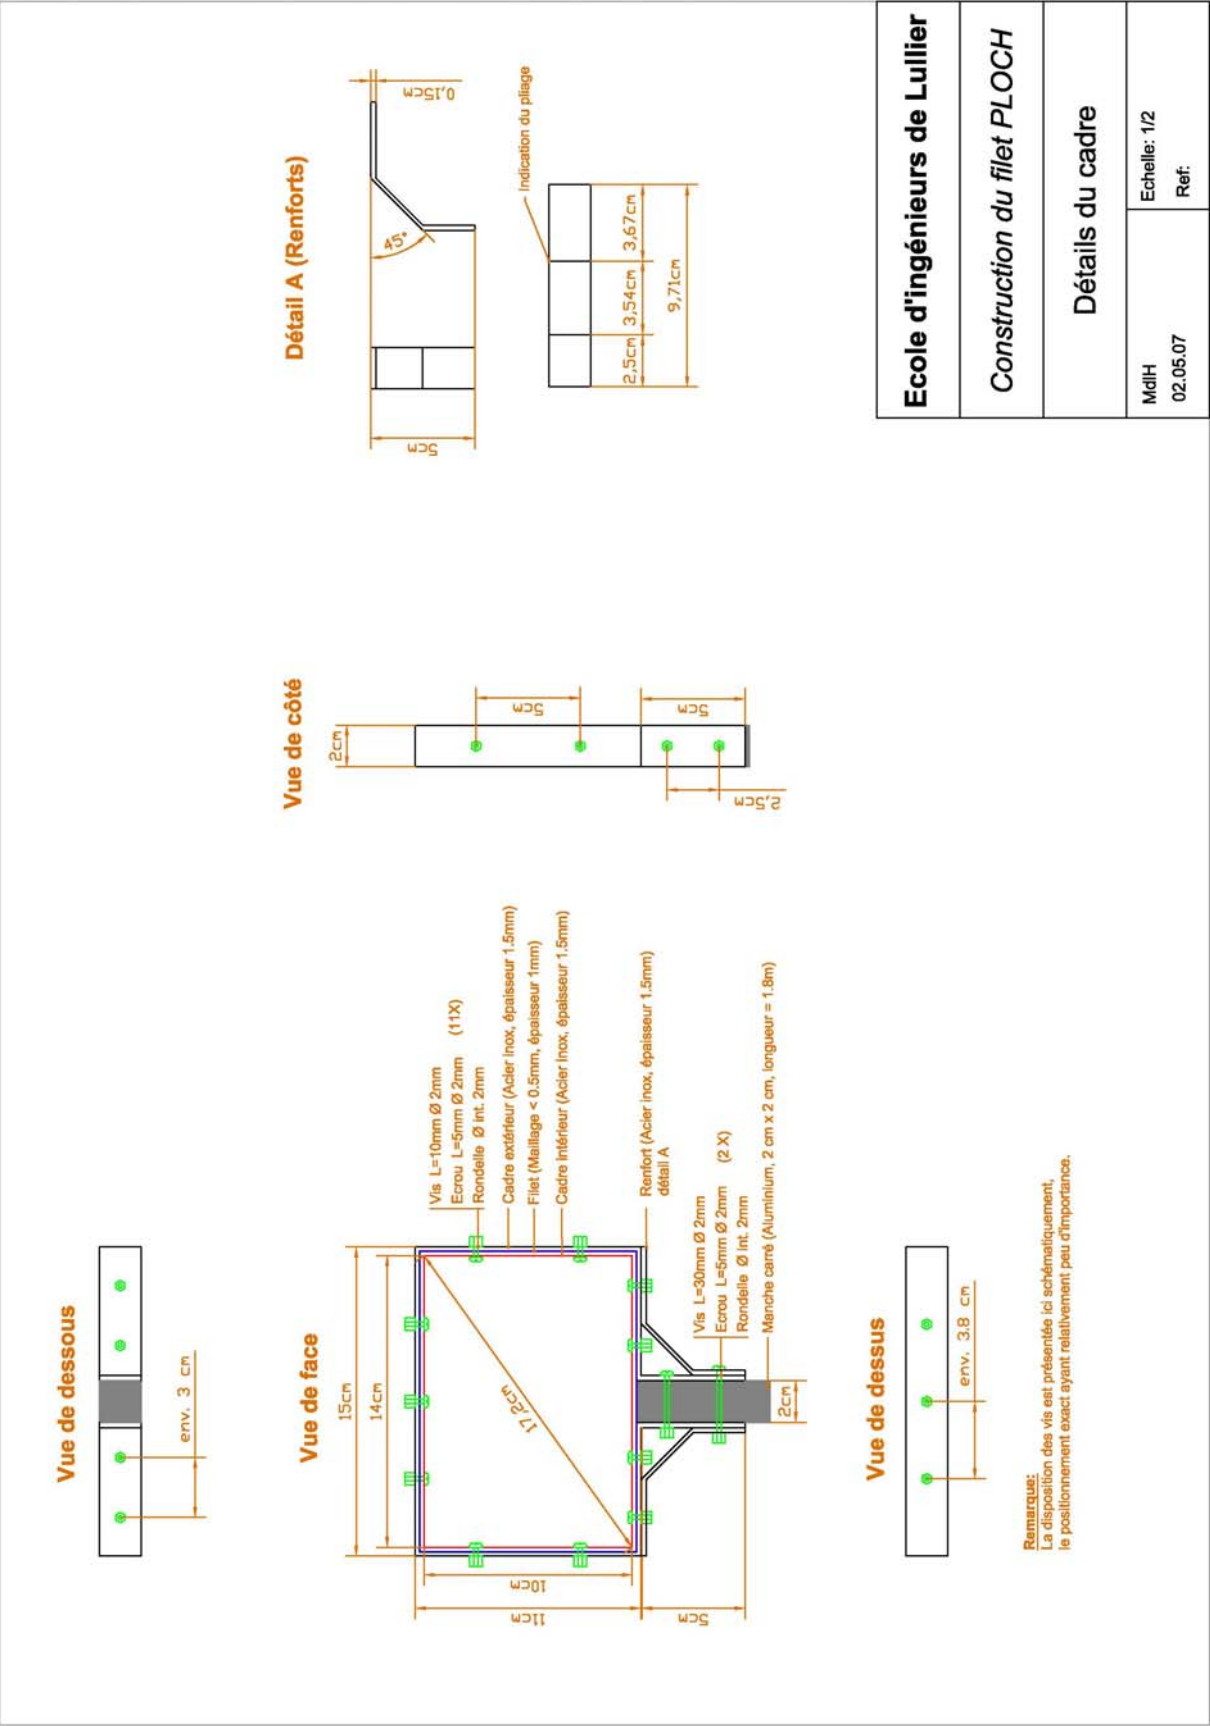 Vue de dessous
env. 3 cm
Vue de face
15cm
14cm
17,2cm
10cm
11cm
5cm
2cm
Vis L=10mm Ø 2mm
Ecrou L=5mm Ø 2mm (11X)
Rondelle Ø int. 2mm
Cadre extérieur (Acier inox, épaisseur 1.5mm)
Filet (Maillage < 0.5mm, épaisseur 1mm)
Cadre intérieur (Acier inox, épaisseur 1.5mm)
Renfort (Acier inox, épaisseur 1.5mm)
détail A
Vis L=30mm Ø 2mm
Ecrou L=5mm Ø 2mm (2 X)
Rondelle Ø int. 2mm
Manche carré (Aluminium, 2 cm x 2 cm, longueur = 1.8m)
Vue de dessus
env. 3.8 cm
Remarque:
La disposition des vis est présentée ici schématiquement,
le positionnement exact ayant relativement peu d'importance.
Vue de côté
2cm
5cm
5cm
2,5cm
Détail A (Renforts)
5cm
45°
0,15cm
Indication du pliage
2,5cm
3,54cm
3,67cm
9,71cm
Ecole d'ingénieurs de Lullier
Construction du filet PLOCH
Détails du cadre
MdlH
02.05.07
Echelle: 1/2
Ref: